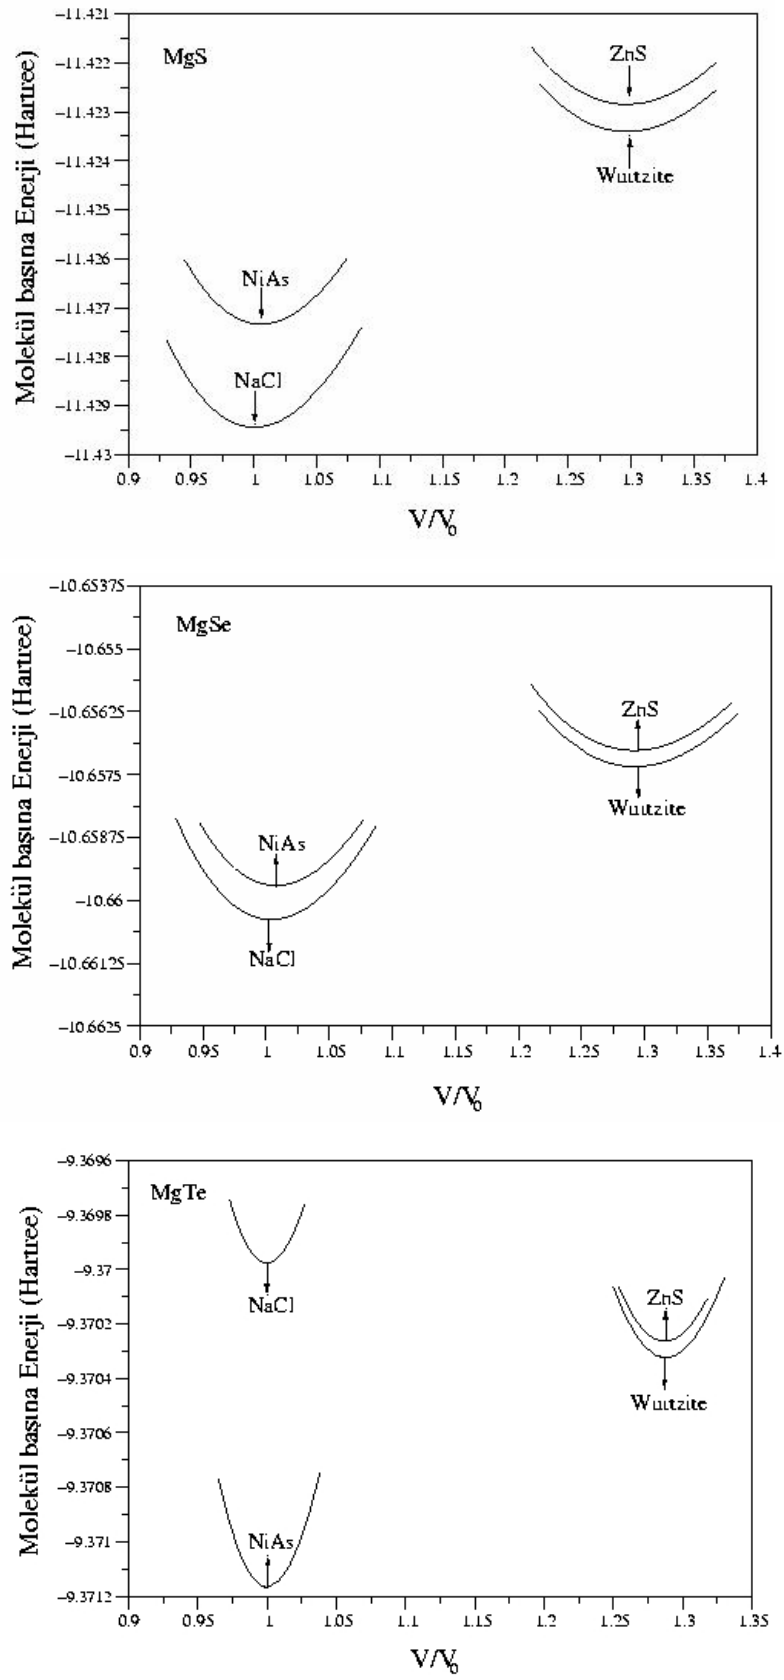 −11.421
−11.422
−11.423
−11.424
−11.425
−11.426
−11.427
−11.428
−11.429
−11.43
Molekül başına Enerji (Hartree)
MgS
ZnS
Wurtzite
NiAs
NaCl
0.9 0.95 1 1.05 1.1 1.15 1.2 1.25 1.3 1.35 1.4
V/V0
−10.65375
−10.655
−10.65625
−10.6575
−10.65875
−10.66
−10.66125
−10.6625
Molekül başına Enerji (Hartree)
MgSe
ZnS
Wurtzite
NiAs
NaCl
0.9 0.95 1 1.05 1.1 1.15 1.2 1.25 1.3 1.35 1.4
V/V0
−9.3696
−9.3698
−9.37
−9.3702
−9.3704
−9.3706
−9.3708
−9.371
−9.3712
Molekül başına Enerji (Hartree)
MgTe
NaCl
ZnS
Wurtzite
NiAs
0.9 0.95 1 1.05 1.1 1.15 1.2 1.25 1.3 1.35
V/V0